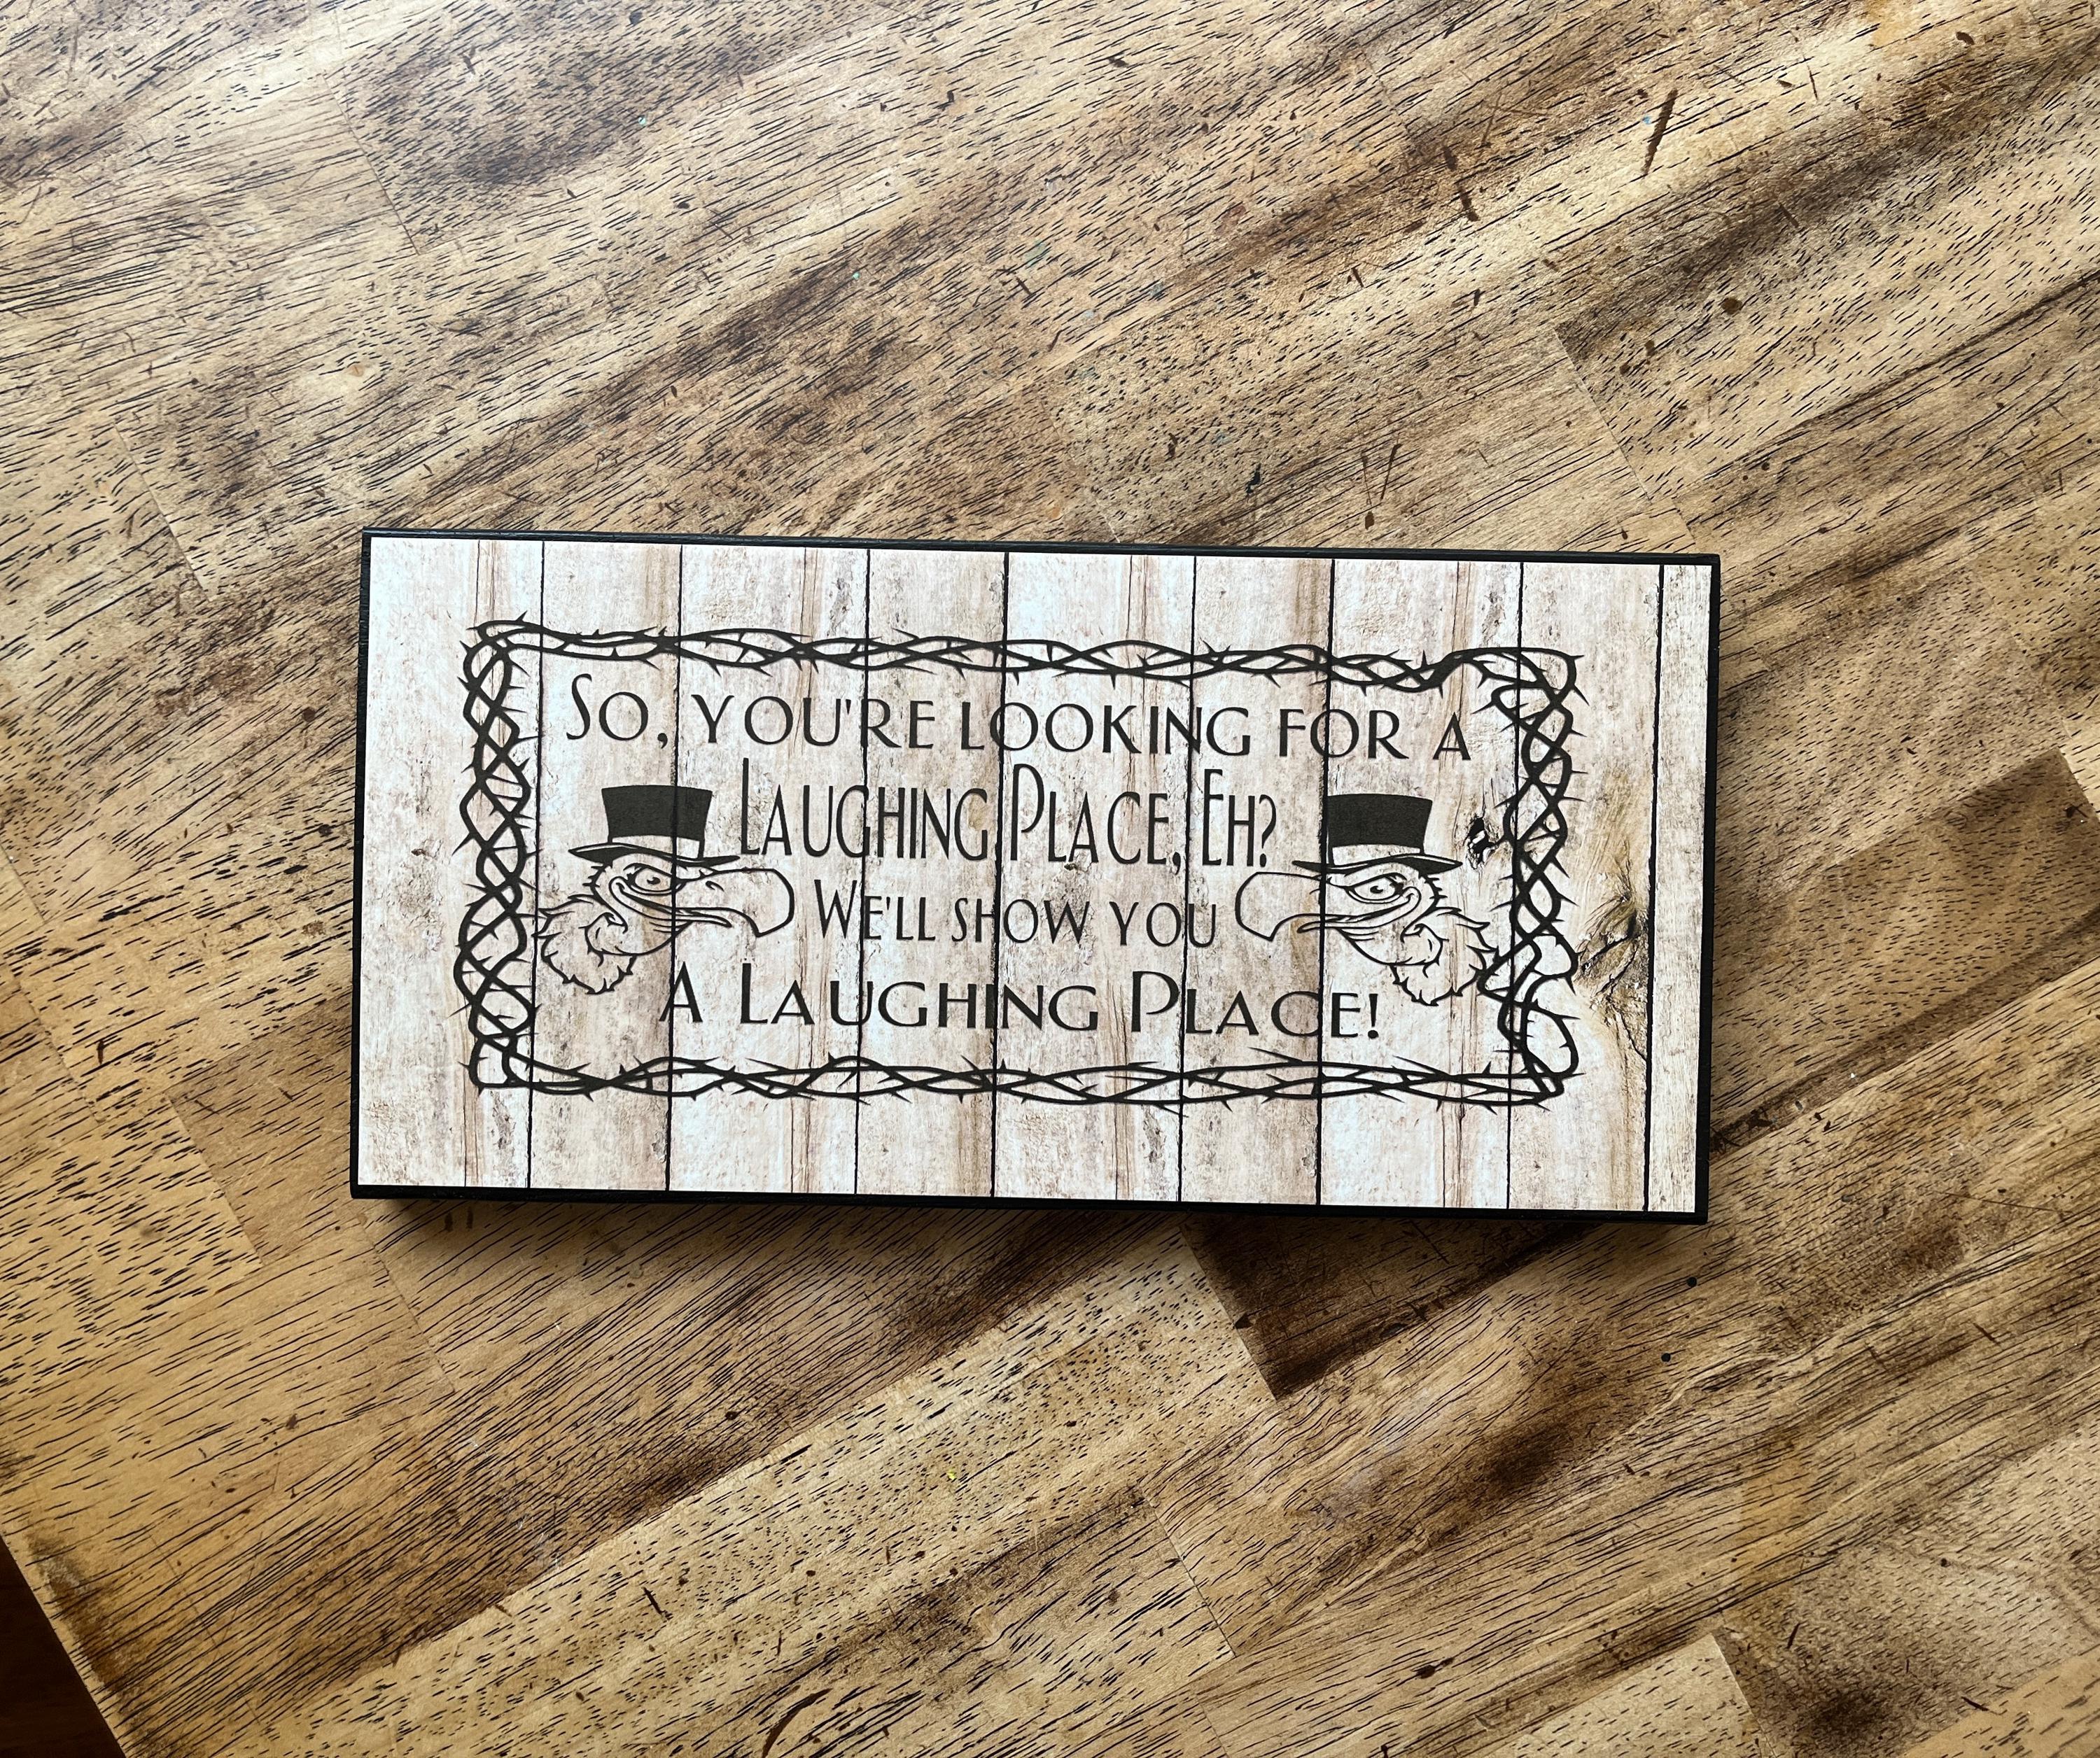 So, you're looking for a
Laughing Place, Eh?
We'll show you
A Laughing Place!